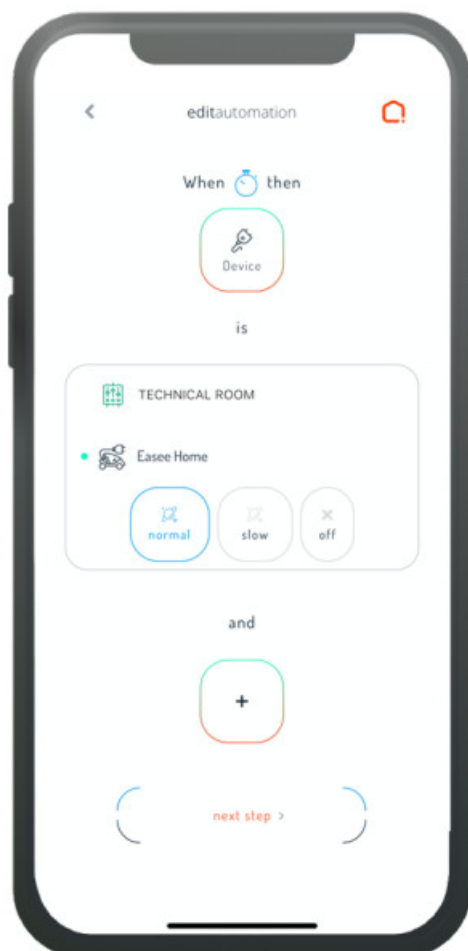 editautomation
When then
Device
is
TECHNICAL ROOM
Easee Home
normal slow off
and
+
next step >